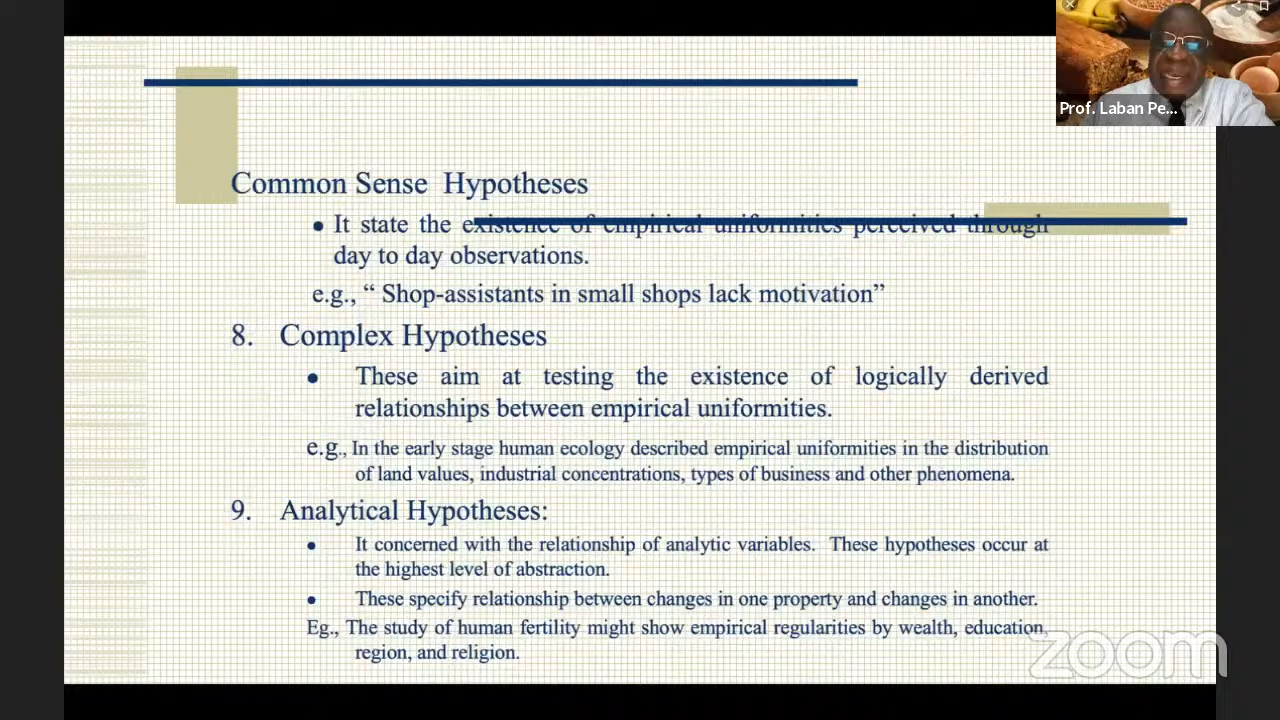 Prof. Laban Pe...
Common Sense Hypotheses
• It state the existence of empirical uniformities perceived through
day to day observations.
e.g., “ Shop-assistants in small shops lack motivation”
8. Complex Hypotheses
• These aim at testing the existence of logically derived
relationships between empirical uniformities.
e.g., In the early stage human ecology described empirical uniformities in the distribution
of land values, industrial concentrations, types of business and other phenomena.
9. Analytical Hypotheses:
• It concerned with the relationship of analytic variables. These hypotheses occur at
the highest level of abstraction.
• These specify relationship between changes in one property and changes in another.
Eg., The study of human fertility might show empirical regularities by wealth, education,
region, and religion.
zoom